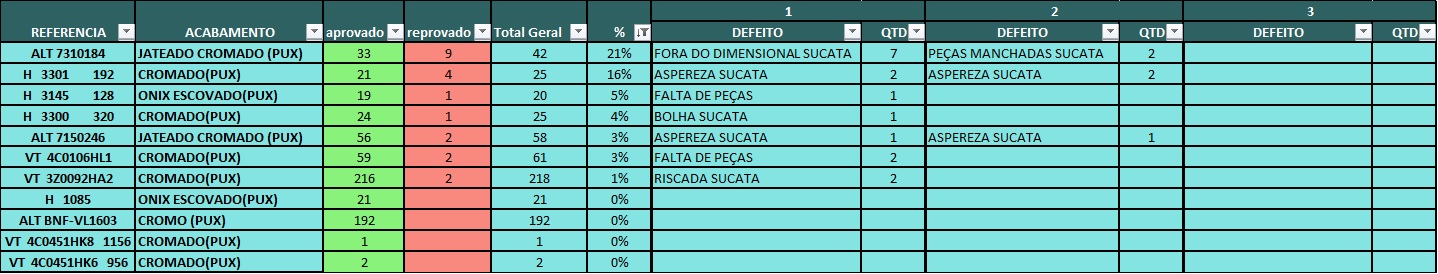 1 2 3
REFERENCIA ACABAMENTO aprovado reprovado Total Geral % DEFEITO QTD DEFEITO QTD DEFEITO QTD
ALT 7310184 JATEADO CROMADO (PUX) 33 9 42 21% FORA DO DIMENSIONAL SUCATA 7 PEÇAS MANCHADAS SUCATA 2
H 3301 192 CROMADO(PUX) 21 4 25 16% ASPEREZA SUCATA 2 ASPEREZA SUCATA 2
H 3145 128 ONIX ESCOVADO(PUX) 19 1 20 5% FALTA DE PEÇAS 1
H 3300 320 CROMADO(PUX) 24 1 25 4% BOLHA SUCATA 1
ALT 7150246 JATEADO CROMADO (PUX) 56 2 58 3% ASPEREZA SUCATA 1 ASPEREZA SUCATA 1
VT 4C0106HL1 CROMADO(PUX) 59 2 61 3% FALTA DE PEÇAS 2
VT 3Z0092HA2 CROMADO(PUX) 216 2 218 1% RISCADA SUCATA 2
H 1085 ONIX ESCOVADO(PUX) 21 21 0%
ALT BNF-VL1603 CROMO (PUX) 192 192 0%
VT 4C0451HK8 1156 CROMADO(PUX) 1 1 0%
VT 4C0451HK6 956 CROMADO(PUX) 2 2 0%